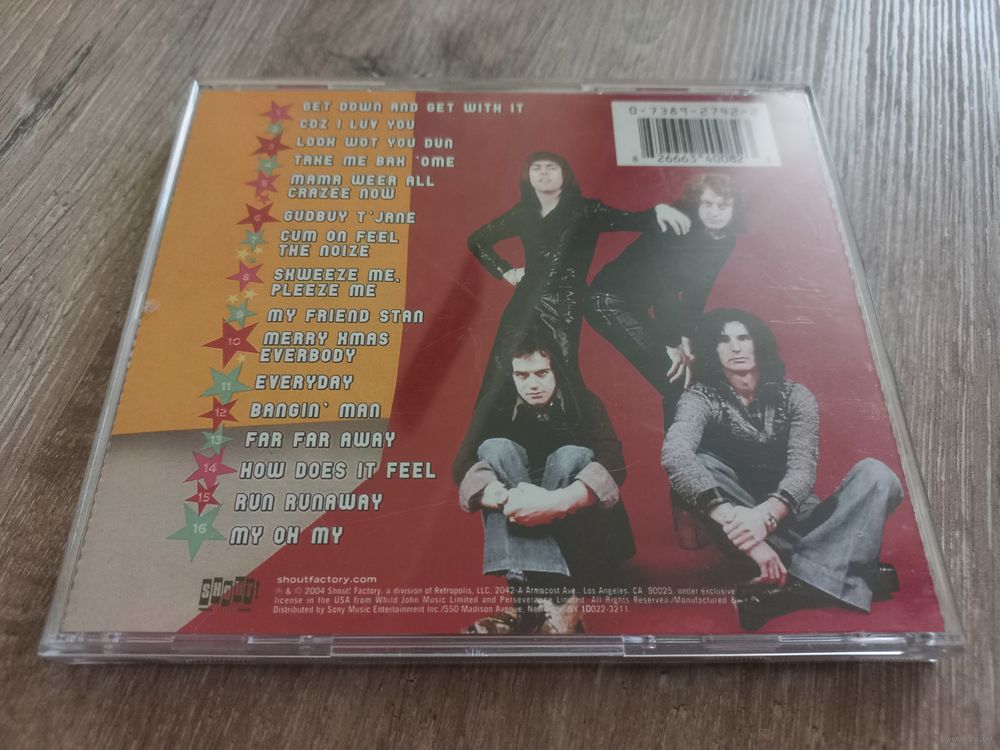 GET DOWN AND GET WITH IT
COZ I LUV YOU
LOOK WOT YOU DUN
TAKE ME BAK 'OME
MAMA WEER ALL
CRAZEE NOW
6 GUDBUY T'JANE
7 CUM ON FEEL
THE NOIZE
8 SKWEEZE ME,
PLEEZE ME
9 MY FRIEND STAN
10 MERRY XMAS
EVERBODY
11 EVERYDAY
12 BANGIN' MAN
13 FAR FAR AWAY
14 HOW DOES IT FEEL
15 RUN RUNAWAY
16 MY OH MY
0-7389-2742-2
8 26663 40082
SHOUT!
shoutfactory.com
℗ & © 2004 Shout! Factory, a division of Retropolis, LLC, 2042-A Armacost Ave., Los Angeles, CA 90025, under exclusive
license in the USA from Whild John Music Limited and Perseverance Limited. All Rights Reserved./Manufactured &
Distributed by Sony Music Entertainment Inc./550 Madison Avenue, New York, NY 10022-3211.